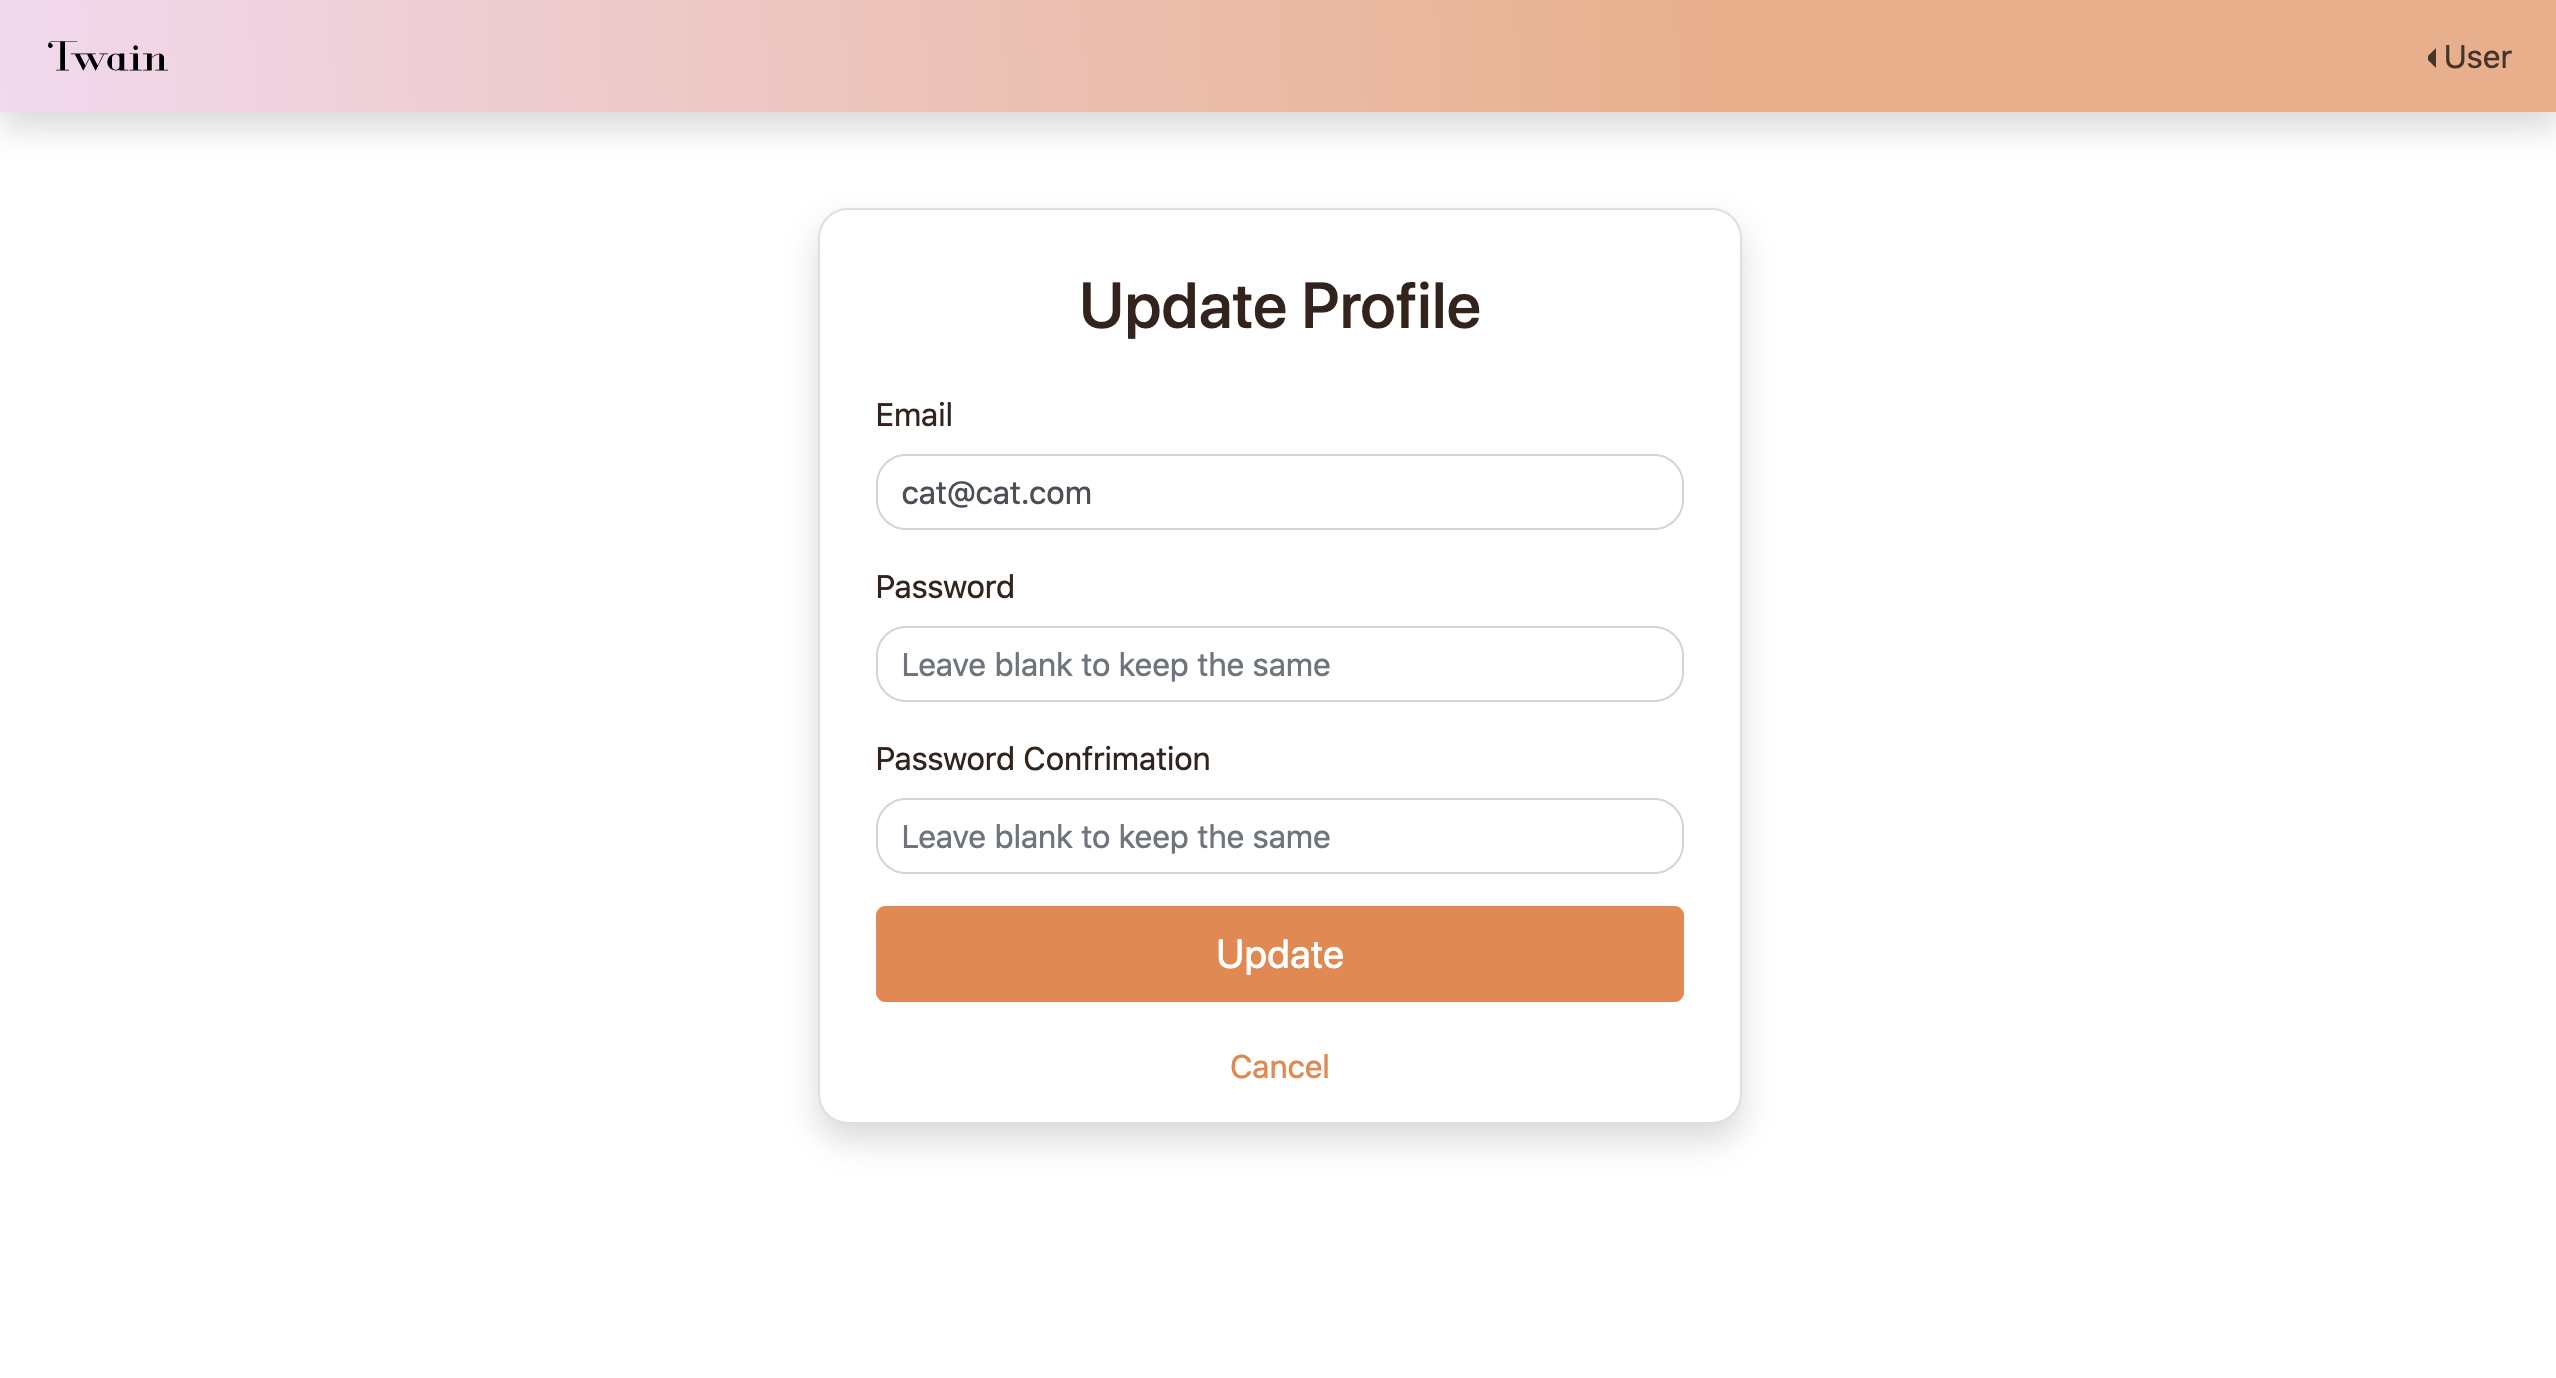 Twain
User
Update Profile
Email
cat@cat.com
Password
Leave blank to keep the same
Password Confrimation
Leave blank to keep the same
Update
Cancel